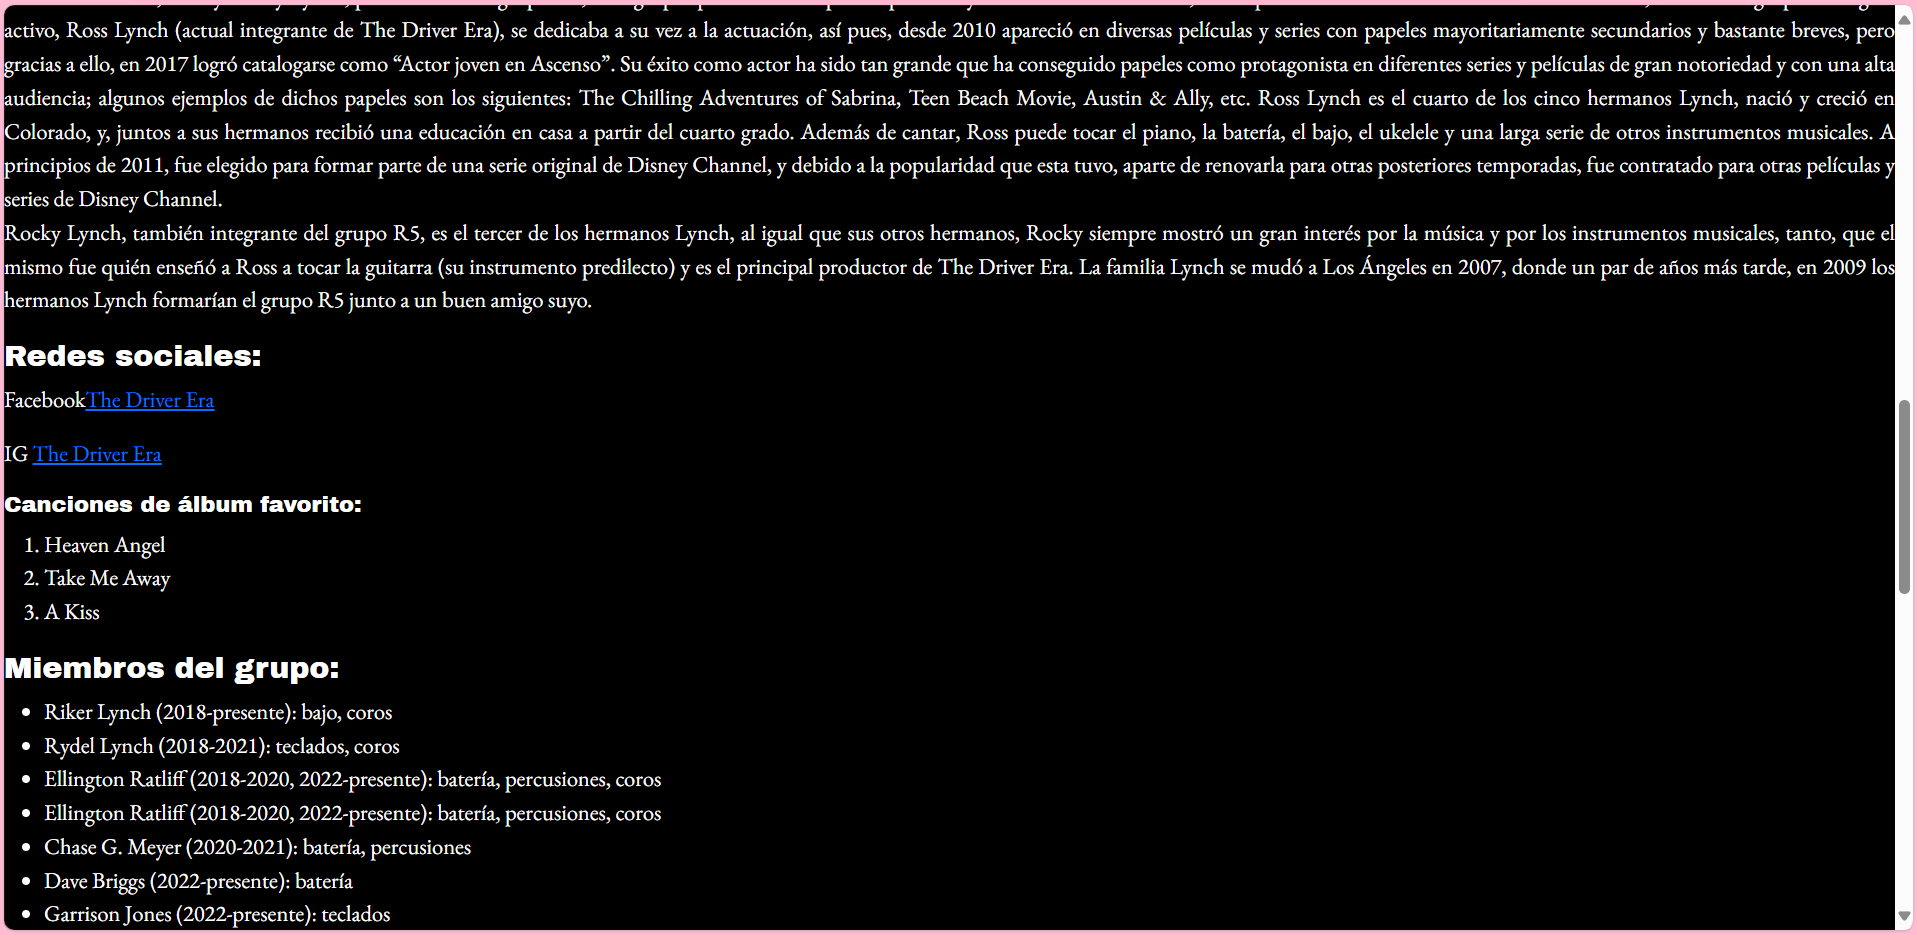 activo, Ross Lynch (actual integrante de The Driver Era), se dedicaba a su vez a la actuación, así pues, desde 2010 apareció en diversas películas y series con papeles mayoritariamente secundarios y bastante breves, pero
gracias a ello, en 2017 logró catalogarse como “Actor joven en Ascenso”. Su éxito como actor ha sido tan grande que ha conseguido papeles como protagonista en diferentes series y películas de gran notoriedad y con una alta
audiencia; algunos ejemplos de dichos papeles son los siguientes: The Chilling Adventures of Sabrina, Teen Beach Movie, Austin & Ally, etc. Ross Lynch es el cuarto de los cinco hermanos Lynch, nació y creció en
Colorado, y, juntos a sus hermanos recibió una educación en casa a partir del cuarto grado. Además de cantar, Ross puede tocar el piano, la batería, el bajo, el ukelele y una larga serie de otros instrumentos musicales. A
principios de 2011, fue elegido para formar parte de una serie original de Disney Channel, y debido a la popularidad que esta tuvo, aparte de renovarla para otras posteriores temporadas, fue contratado para otras películas y
series de Disney Channel.
Rocky Lynch, también integrante del grupo R5, es el tercer de los hermanos Lynch, al igual que sus otros hermanos, Rocky siempre mostró un gran interés por la música y por los instrumentos musicales, tanto, que el
mismo fue quién enseñó a Ross a tocar la guitarra (su instrumento predilecto) y es el principal productor de The Driver Era. La familia Lynch se mudó a Los Ángeles en 2007, donde un par de años más tarde, en 2009 los
hermanos Lynch formarían el grupo R5 junto a un buen amigo suyo.
Redes sociales:
FacebookThe Driver Era
IG The Driver Era
Canciones de álbum favorito:
1. Heaven Angel
2. Take Me Away
3. A Kiss
Miembros del grupo:
• Riker Lynch (2018-presente): bajo, coros
• Rydel Lynch (2018-2021): teclados, coros
• Ellington Ratliff (2018-2020, 2022-presente): batería, percusiones, coros
• Ellington Ratliff (2018-2020, 2022-presente): batería, percusiones, coros
• Chase G. Meyer (2020-2021): batería, percusiones
• Dave Briggs (2022-presente): batería
• Garrison Jones (2022-presente): teclados